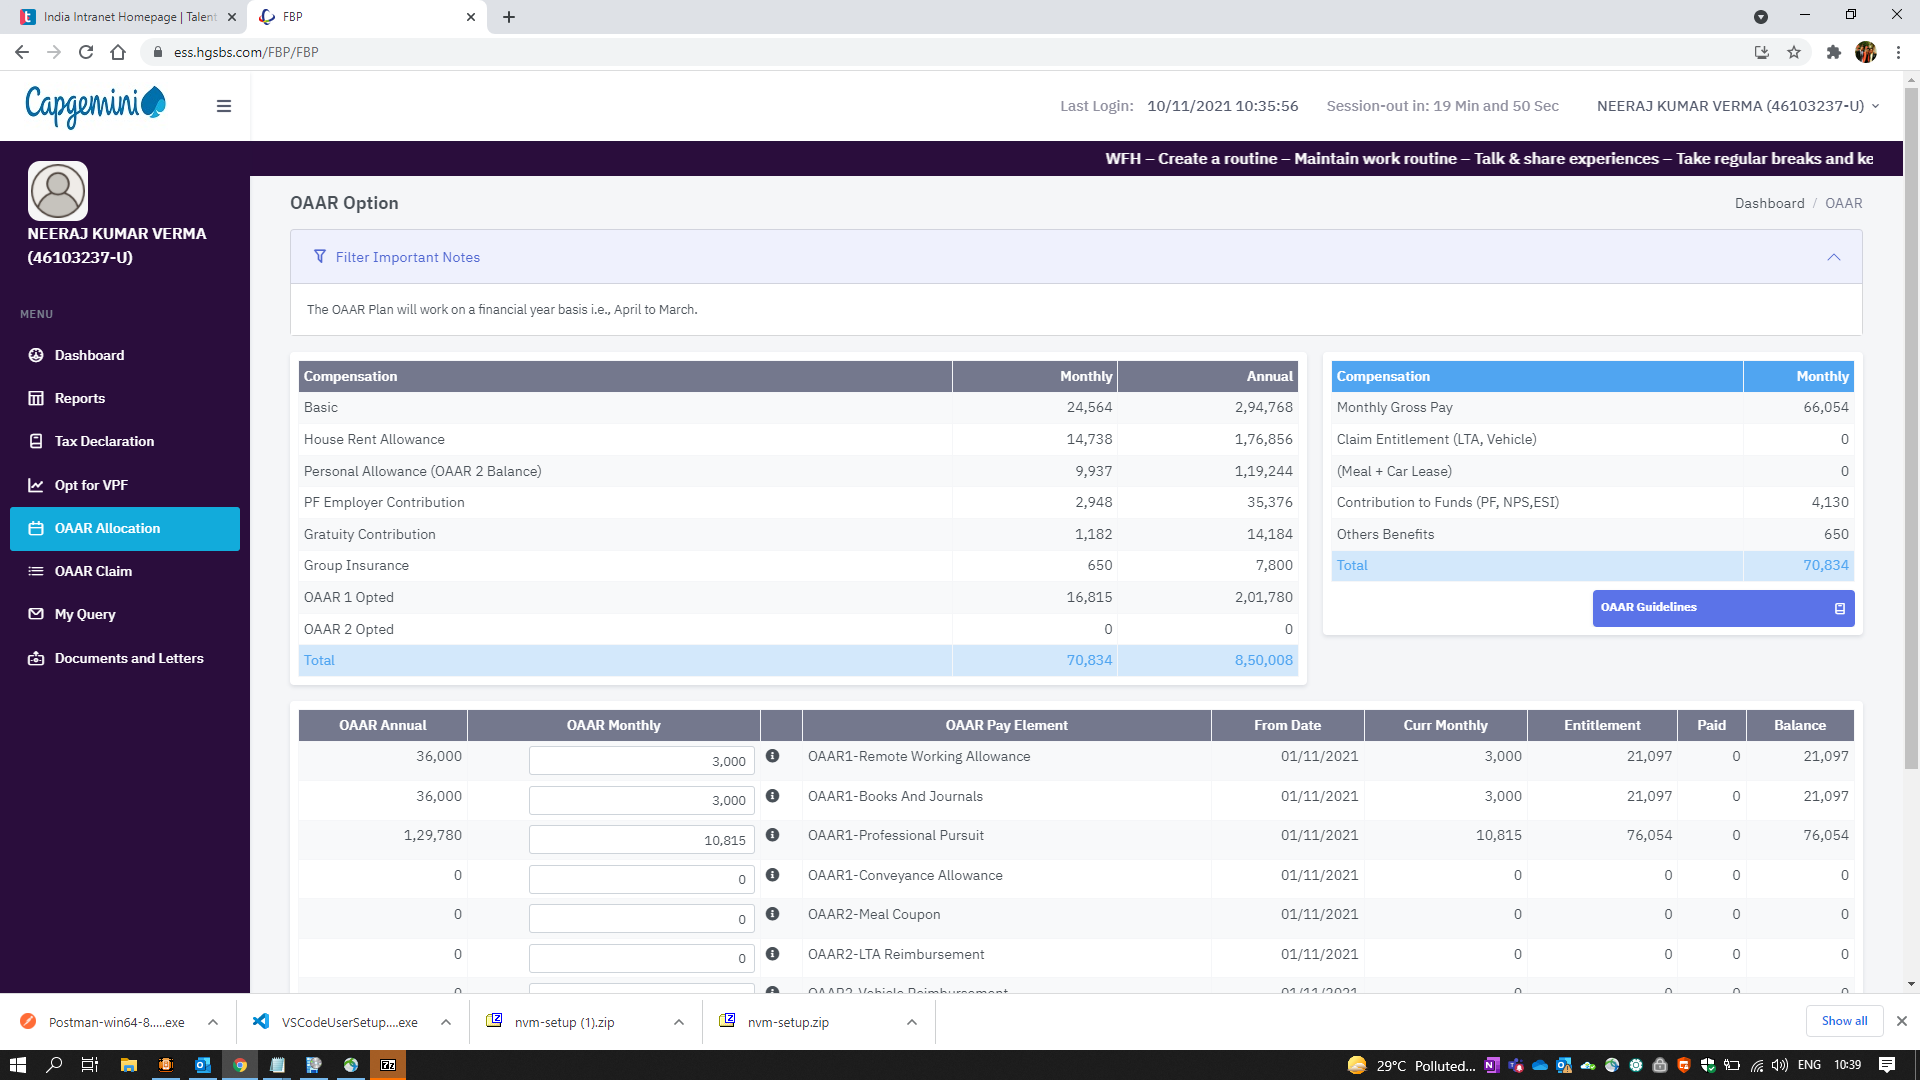 India Intranet Homepage | Talent
FBP
ess.hgsbs.com/FBP/FBP
Capgemini
Last Login: 10/11/2021 10:35:56 Session-out in: 19 Min and 50 Sec NEERAJ KUMAR VERMA (46103237-U)
WFH – Create a routine – Maintain work routine – Talk & share experiences – Take regular breaks and ke
NEERAJ KUMAR VERMA
(46103237-U)
MENU
Dashboard
Reports
Tax Declaration
Opt for VPF
OAAR Allocation
OAAR Claim
My Query
Documents and Letters
OAAR Option
Dashboard / OAAR
Filter Important Notes
The OAAR Plan will work on a financial year basis i.e., April to March.
Compensation Monthly Annual
Basic 24,564 2,94,768
House Rent Allowance 14,738 1,76,856
Personal Allowance (OAAR 2 Balance) 9,937 1,19,244
PF Employer Contribution 2,948 35,376
Gratuity Contribution 1,182 14,184
Group Insurance 650 7,800
OAAR 1 Opted 16,815 2,01,780
OAAR 2 Opted 0 0
Total 70,834 8,50,008
Compensation Monthly
Monthly Gross Pay 66,054
Claim Entitlement (LTA, Vehicle) 0
(Meal + Car Lease) 0
Contribution to Funds (PF, NPS,ESI) 4,130
Others Benefits 650
Total 70,834
OAAR Guidelines
OAAR Annual OAAR Monthly OAAR Pay Element From Date Curr Monthly Entitlement Paid Balance
36,000 3,000 OAAR1-Remote Working Allowance 01/11/2021 3,000 21,097 0 21,097
36,000 3,000 OAAR1-Books And Journals 01/11/2021 3,000 21,097 0 21,097
1,29,780 10,815 OAAR1-Professional Pursuit 01/11/2021 10,815 76,054 0 76,054
0 0 OAAR1-Conveyance Allowance 01/11/2021 0 0 0 0
0 0 OAAR2-Meal Coupon 01/11/2021 0 0 0 0
0 0 OAAR2-LTA Reimbursement 01/11/2021 0 0 0 0
0 OAAR2-Vehicle Reimbursement 01/11/2021 0 0 0 0
Postman-win64-8.....exe
VSCodeUserSetup....exe
nvm-setup (1).zip
nvm-setup.zip
Show all
29°C Polluted... ENG 10:39